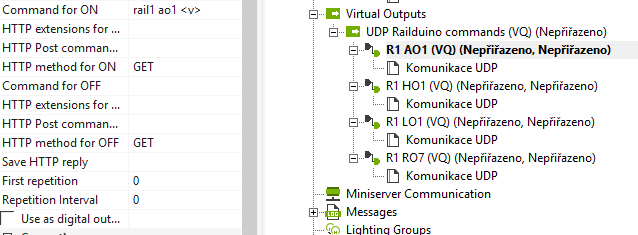 Command for ON rail1 ao1 <v>
HTTP extensions for ...
HTTP Post comman...
HTTP method for ON GET
Command for OFF
HTTP extensions for ...
HTTP Post comman...
HTTP method for OFF GET
Save HTTP reply
First repetition 0
Repetition Interval 0
Use as digital out...
Virtual Outputs
UDP Railduino commands (VQ) (Nepřiřazeno)
R1 AO1 (VQ) (Nepřiřazeno, Nepřiřazeno)
Komunikace UDP
R1 HO1 (VQ) (Nepřiřazeno, Nepřiřazeno)
Komunikace UDP
R1 LO1 (VQ) (Nepřiřazeno, Nepřiřazeno)
Komunikace UDP
R1 RO7 (VQ) (Nepřiřazeno, Nepřiřazeno)
Komunikace UDP
Miniserver Communication
Messages
Lighting Groups